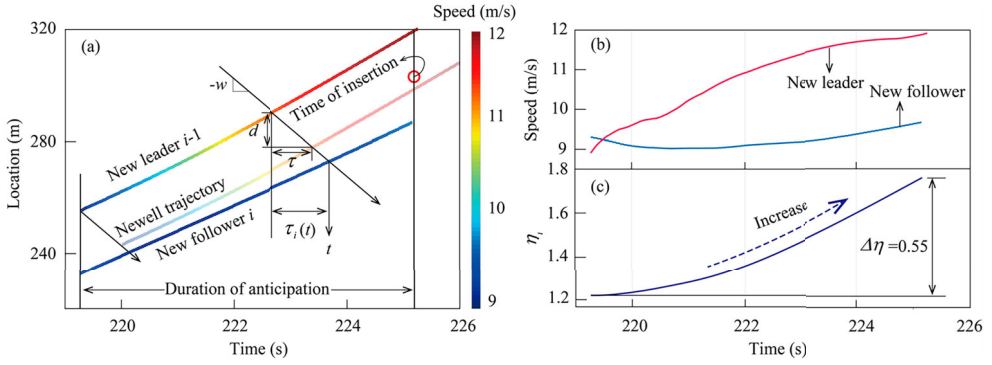 Speed (m/s)
320
(a)
12
-w
Time of insertion
d
New leader i-1
τ
Newell trajectory
New follower i
τi(t)
t
Duration of anticipation
280
240
Location (m)
11
10
9
220
222
224
226
Time (s)
(b)
12
11
10
9
Speed (m/s)
New leader
New follower
(c)
1.8
1.6
1.4
1.2
ηi
Increase
Δη=0.55
220
222
224
226
Time (s)